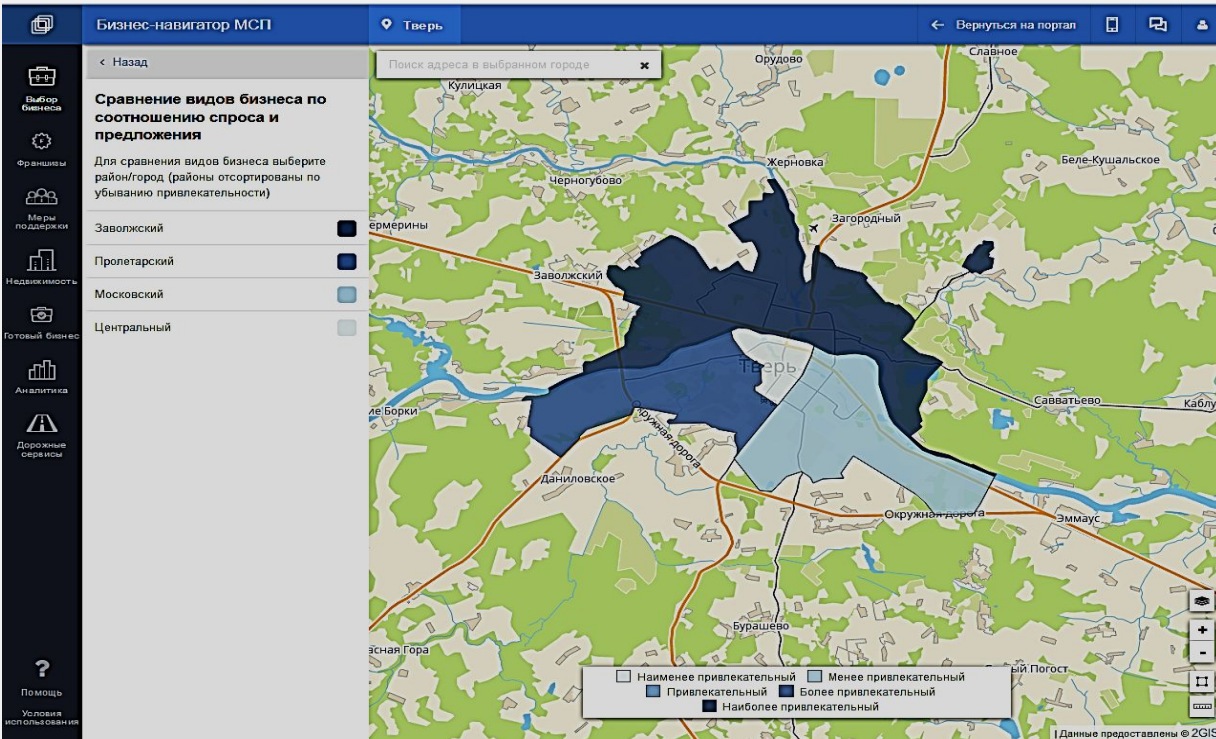 Бизнес-навигатор МСП
Тверь
← Вернуться на портал
Выбор
бизнеса
Франшизы
Меры
поддержки
Недвижимость
Готовый бизнес
Аналитика
Дорожные
сервисы
?
Помощь
Условия
использования
< Назад
Сравнение видов бизнеса по
соотношению спроса и
предложения
Для сравнения видов бизнеса выберите
район/город (районы отсортированы по
убыванию привлекательности)
Заволжский
Пролетарский
Московский
Центральный
Поиск адреса в выбранном городе
Славное
Орудово
Кулицкая
Жерновка
Беле-Кушальское
Черногубово
Загородный
ермерины
Заволжский
Тверь
Савватьево
Каблу
ие Борки
Окружная дорога
Даниловское
Окружная дорога
Эммаус
Бурашево
асная Гора
ый Погост
Наименее привлекательный
Менее привлекательный
Привлекательный
Более привлекательный
Наиболее привлекательный
+
-
| Данные предоставлены © 2GIS